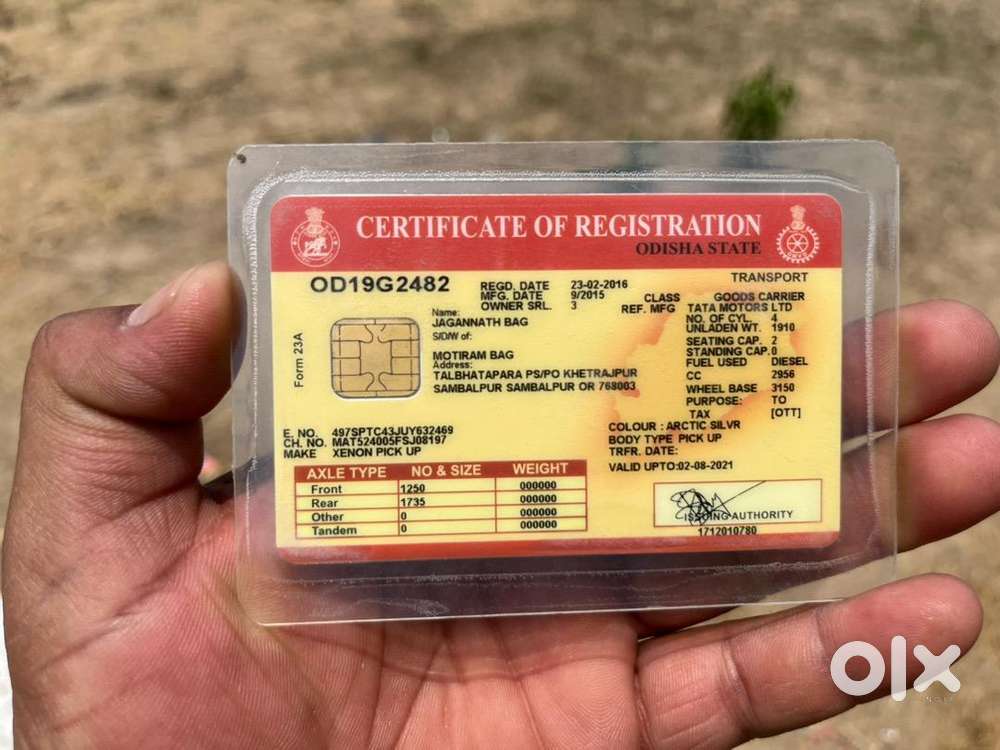 CERTIFICATE OF REGISTRATION
ODISHA STATE
OD19G2482
REGD. DATE 23-02-2016
MFG. DATE 9/2015
OWNER SRL. 3
TRANSPORT
CLASS GOODS CARRIER
REF. MFG TATA MOTORS LTD
NO. OF CYL. 4
UNLADEN WT. 1910
SEATING CAP. 2
STANDING CAP. 0
FUEL USED DIESEL
CC 2956
WHEEL BASE 3150
PURPOSE: TO
TAX [OTT]
Form 23A
Name:
JAGANNATH BAG
S/D/W of:
MOTIRAM BAG
Address:
TALBHATAPARA PS/PO KHETRAJPUR
SAMBALPUR SAMBALPUR OR 768003
E. NO. 497SPTC43JUY632469
CH. NO. MAT524005FSJ08197
MAKE XENON PICK UP
COLOUR : ARCTIC SILVR
BODY TYPE PICK UP
TRFR. DATE:
VALID UPTO:02-08-2021
AXLE TYPE NO & SIZE WEIGHT
Front 1250 000000
Rear 1735 000000
Other 0 000000
Tandem 0 000000
ISSUING AUTHORITY
1712010780
olx